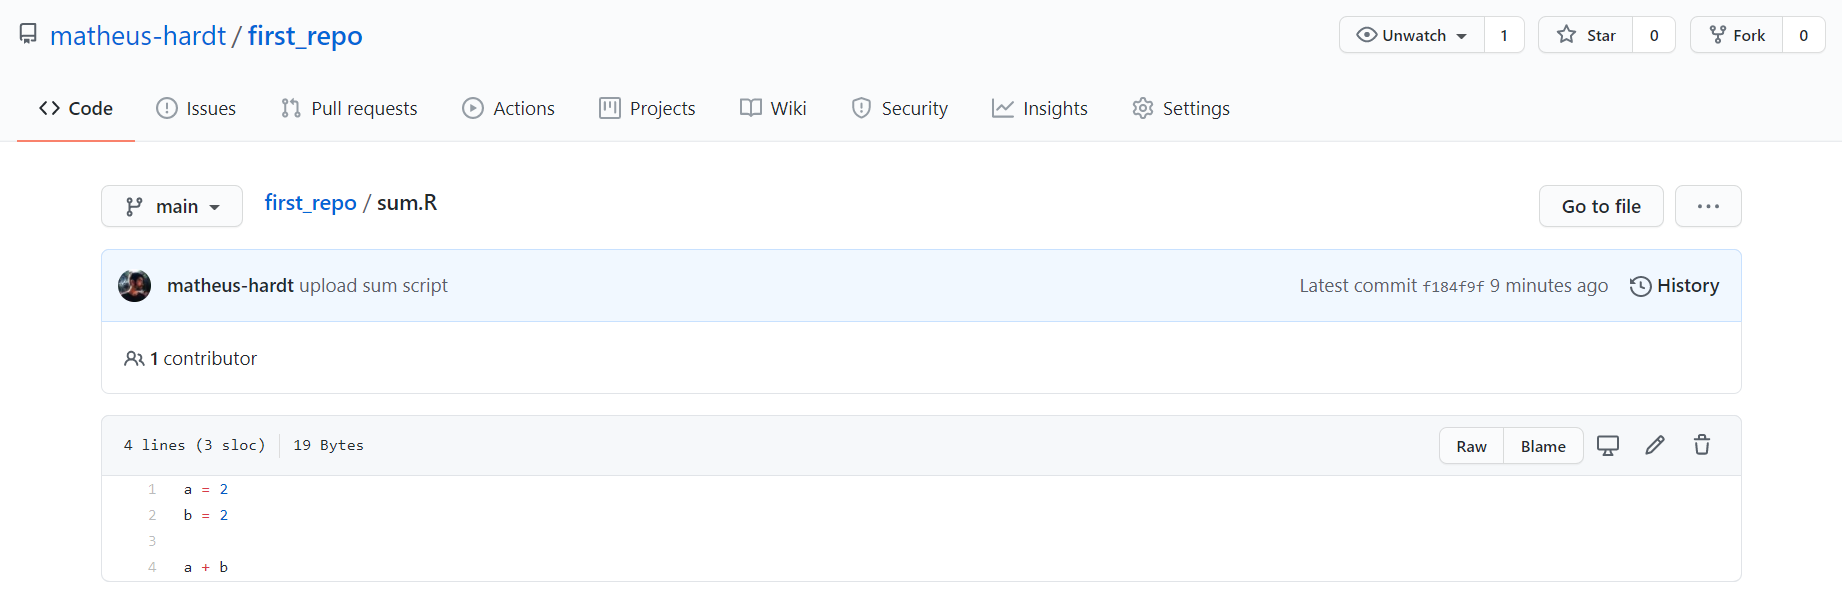 matheus-hardt / first_repo
Unwatch 1 Star 0 Fork 0
Code Issues Pull requests Actions Projects Wiki Security Insights Settings
main first_repo / sum.R Go to file ...
matheus-hardt upload sum script Latest commit f184f9f 9 minutes ago History
1 contributor
4 lines (3 sloc) 19 Bytes Raw Blame
1 a = 2
2 b = 2
3
4 a + b